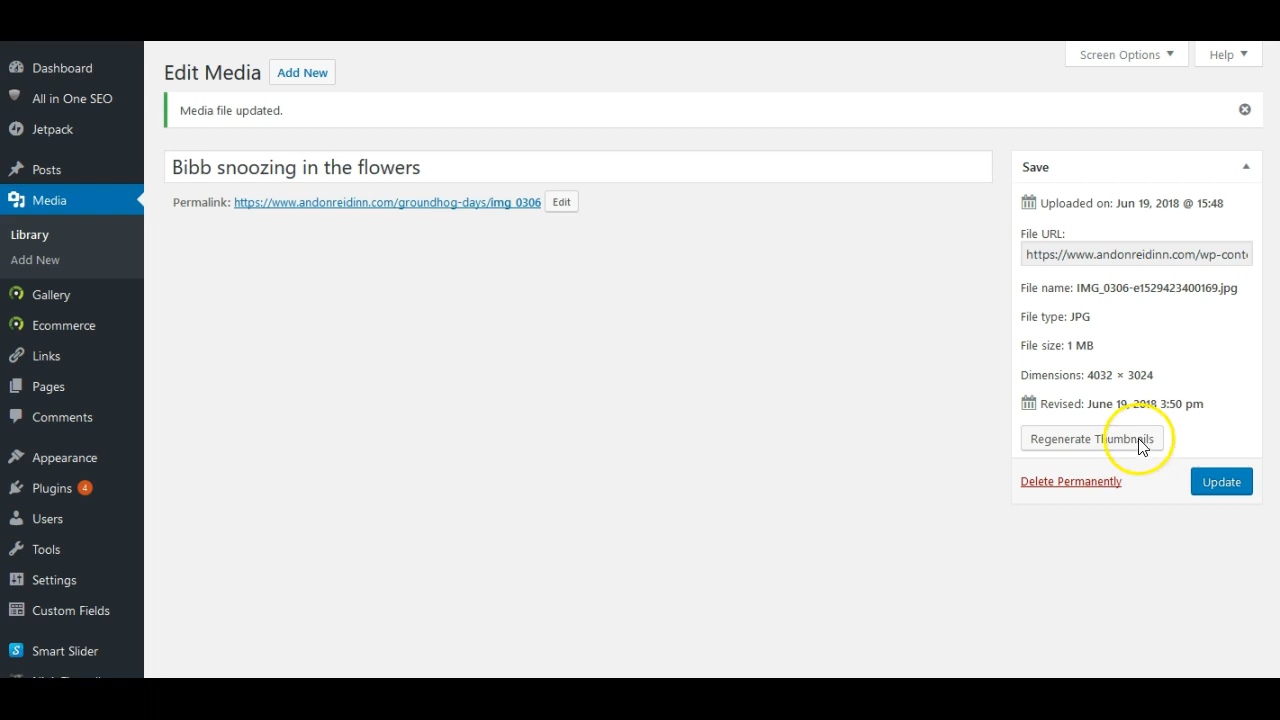 Dashboard
All in One SEO
Jetpack
Posts
Media
Library
Add New
Gallery
Ecommerce
Links
Pages
Comments
Appearance
Plugins 4
Users
Tools
Settings
Custom Fields
Smart Slider
Screen Options
Help
Edit Media
Add New
Media file updated.
Bibb snoozing in the flowers
Permalink: https://www.andonreidinn.com/groundhog-days/img_0306 Edit
Save
Uploaded on: Jun 19, 2018 @ 15:48
File URL:
https://www.andonreidinn.com/wp-conte
File name: IMG_0306-e1529423400169.jpg
File type: JPG
File size: 1 MB
Dimensions: 4032 × 3024
Revised: June 19, 2018 3:50 pm
Regenerate Thumbnails
Delete Permanently
Update